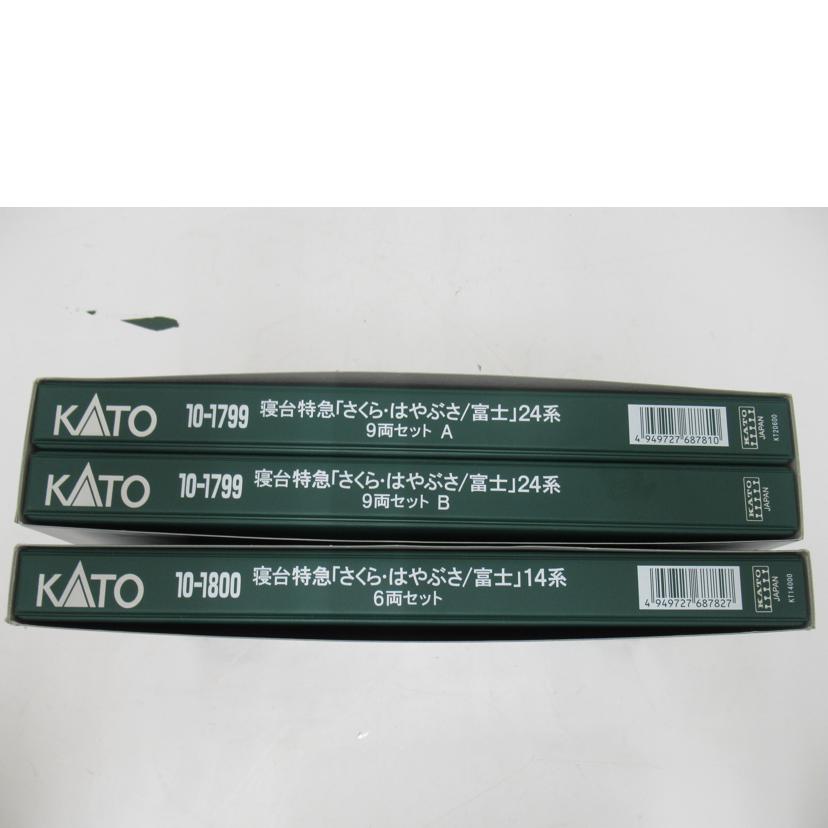 KATO 10-1799 寝台特急「さくら・はやぶさ/富士」24系
9両セット A
4 949727 687810
KATO
JAPAN
KT20600
KATO 10-1799 寝台特急「さくら・はやぶさ/富士」24系
9両セット B
KATO
JAPAN
KATO 10-1800 寝台特急「さくら・はやぶさ/富士」14系
6両セット
4 949727 687827
KATO
JAPAN
KT14000